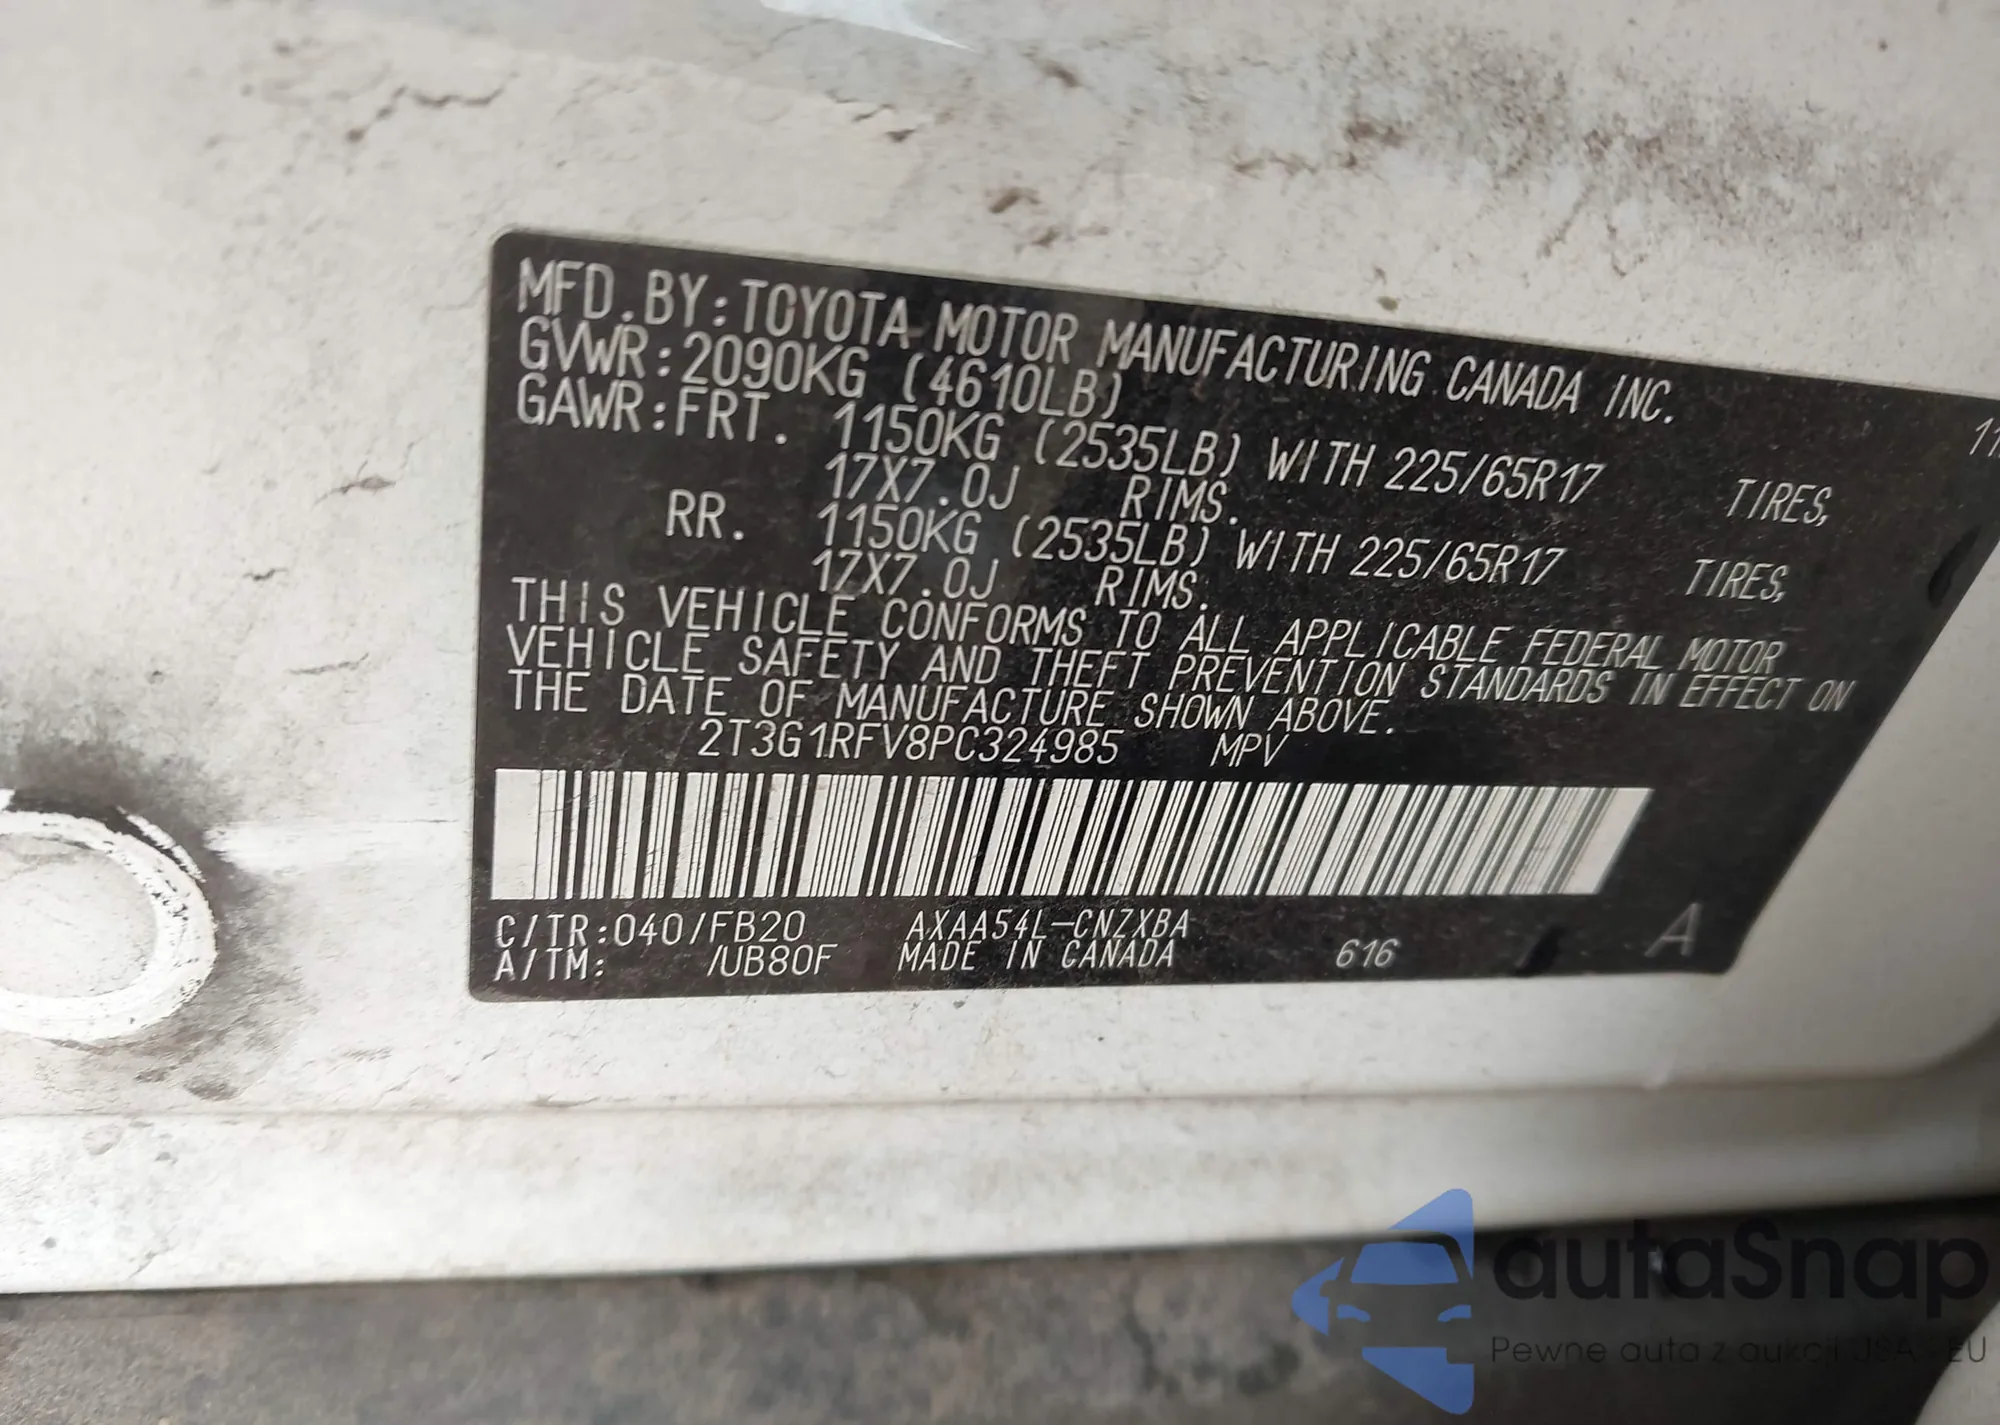 MFD.BY:TOYOTA MOTOR MANUFACTURING CANADA INC.
GVWR:2090KG (4610LB)
GAWR:FRT. 1150KG (2535LB) WITH 225/65R17 TIRES,
17X7.0J RIMS.
RR. 1150KG (2535LB) WITH 225/65R17 TIRES,
17X7.0J RIMS.
THIS VEHICLE CONFORMS TO ALL APPLICABLE FEDERAL MOTOR
VEHICLE SAFETY AND THEFT PREVENTION STANDARDS IN EFFECT ON
THE DATE OF MANUFACTURE SHOWN ABOVE.
2T3G1RFV8PC324985 MPV
C/TR:040/FB20 AXAA54L-CNZXBA
A/TM: /UB80F MADE IN CANADA 616 A
autaSnap
Pewne auta z aukcji USA EU